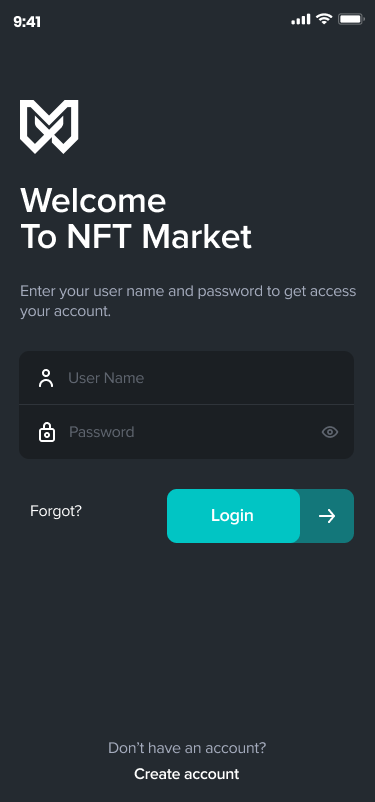 9:41
Welcome
To NFT Market
Enter your user name and password to get access
your account.
User Name
Password
Forgot?
Login
Don’t have an account?
Create account